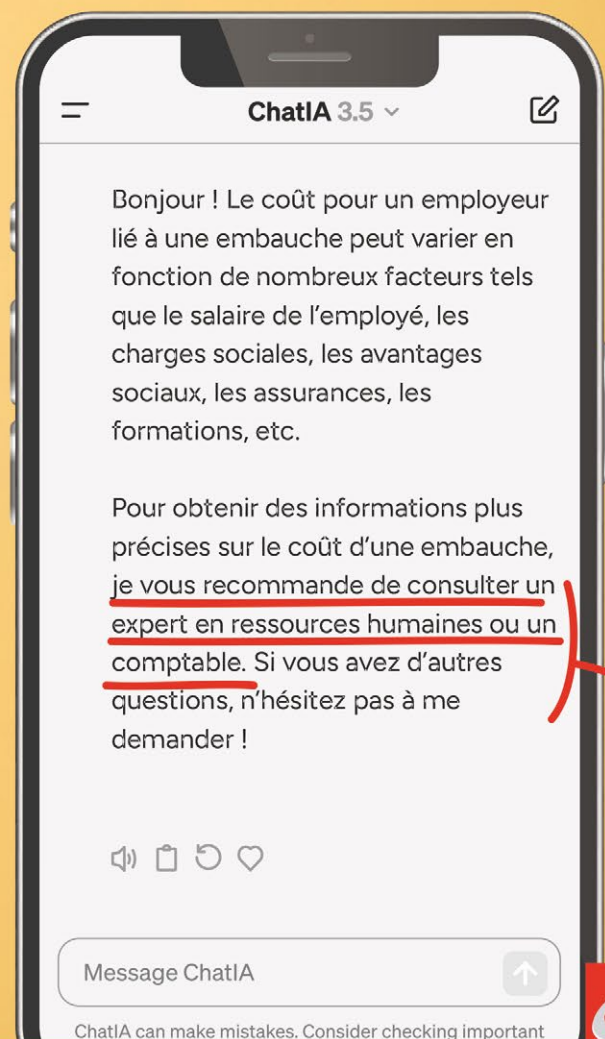 ChatIA 3.5
Bonjour ! Le coût pour un employeur
lié à une embauche peut varier en
fonction de nombreux facteurs tels
que le salaire de l’employé, les
charges sociales, les avantages
sociaux, les assurances, les
formations, etc.
Pour obtenir des informations plus
précises sur le coût d’une embauche,
je vous recommande de consulter un
expert en ressources humaines ou un
comptable. Si vous avez d’autres
questions, n’hésitez pas à me
demander !
Message ChatIA
ChatIA can make mistakes. Consider checking important